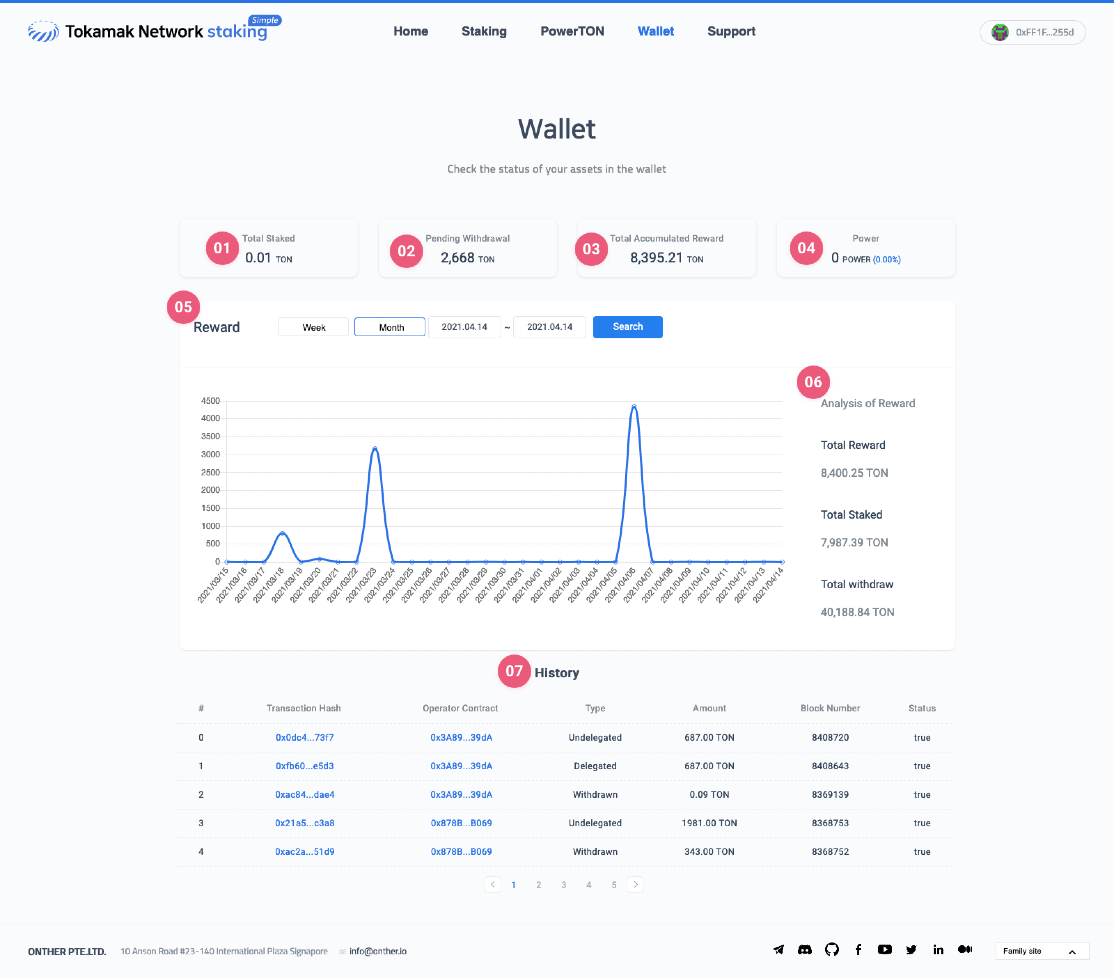 Simple
Tokamak Network staking
Home Staking PowerTON Wallet Support
0xFF1F...255d
Wallet
Check the status of your assets in the wallet
01 Total Staked
0.01 TON
02 Pending Withdrawal
2,668 TON
03 Total Accumulated Reward
8,395.21 TON
04 Power
0 POWER (0.00%)
05
Reward Week Month 2021.04.14 ~ 2021.04.14 Search
06
Analysis of Reward
Total Reward
8,400.25 TON
Total Staked
7,987.39 TON
Total withdraw
40,188.84 TON
4500
4000
3500
3000
2500
2000
1500
1000
500
0
2021/03/15 2021/03/16 2021/03/17 2021/03/18 2021/03/19 2021/03/20 2021/03/21 2021/03/22 2021/03/23 2021/03/24 2021/03/25 2021/03/26 2021/03/27 2021/03/28 2021/03/29 2021/03/30 2021/03/31 2021/04/01 2021/04/02 2021/04/03 2021/04/04 2021/04/05 2021/04/06 2021/04/07 2021/04/08 2021/04/09 2021/04/10 2021/04/11 2021/04/12 2021/04/13 2021/04/14
07 History
# Transaction Hash Operator Contract Type Amount Block Number Status
0 0x0dc4...73f7 0x3A89...39dA Undelegated 687.00 TON 8408720 true
1 0xfb60...e5d3 0x3A89...39dA Delegated 687.00 TON 8408643 true
2 0xac84...dae4 0x3A89...39dA Withdrawn 0.09 TON 8369139 true
3 0x21a5...c3a8 0x878B...B069 Undelegated 1981.00 TON 8368753 true
4 0xac2a...51d9 0x878B...B069 Withdrawn 343.00 TON 8368752 true
< 1 2 3 4 5 >
ONTHER PTE.LTD. 10 Anson Road #23-140 International Plaza Signapore info@onther.io
Family site